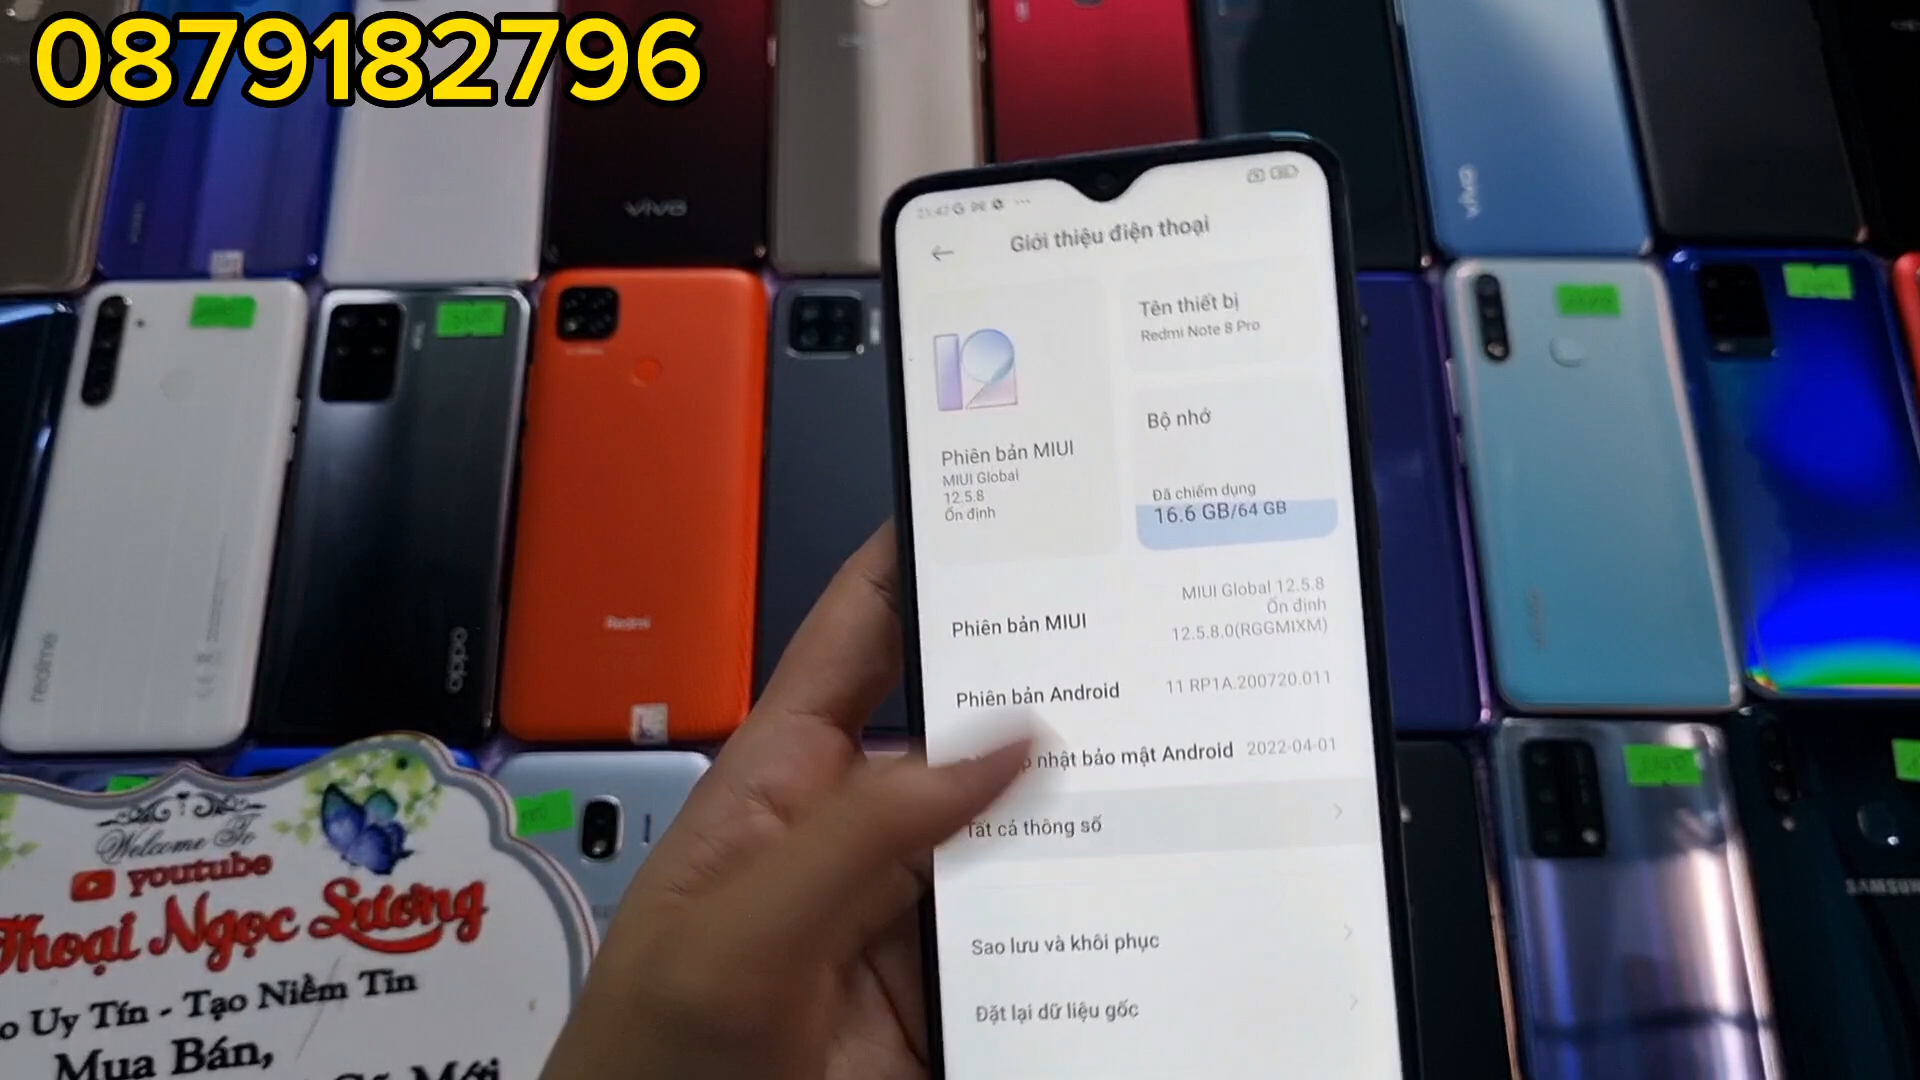 0879182796
vivo
vivo
21:47
Giới thiệu điện thoại
Tên thiết bị
Redmi Note 8 Pro
Bộ nhớ
Phiên bản MIUI
MIUI Global
12.5.8
Ổn định
Đã chiếm dụng
16.6 GB/64 GB
Phiên bản MIUI
MIUI Global 12.5.8
Ổn định
12.5.8.0(RGGMIXM)
Phiên bản Android
11 RP1A.200720.011
nhật bảo mật Android
2022-04-01
Tất cả thông số
Sao lưu và khôi phục
Đặt lại dữ liệu gốc
realme
oppo
Redmi
SAMSU
Welcome To
youtube
Thoại Ngọc Sương
o Uy Tín - Tạo Niềm Tin
Mua Bán,